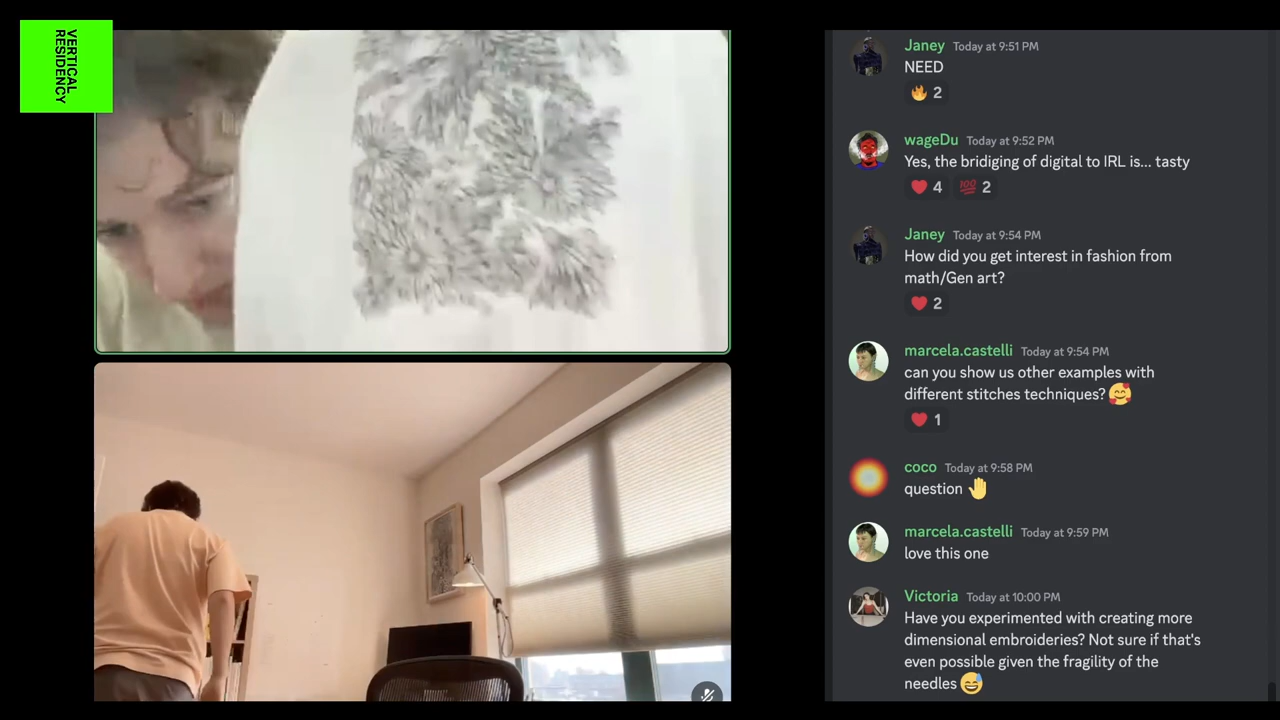 VERTICAL
RESIDENCY
Janey Today at 9:51 PM
NEED
🔥 2
wageDu Today at 9:52 PM
Yes, the bridiging of digital to IRL is... tasty
❤️ 4 💯 2
Janey Today at 9:54 PM
How did you get interest in fashion from
math/Gen art?
❤️ 2
marcela.castelli Today at 9:54 PM
can you show us other examples with
different stitches techniques? 🥰
❤️ 1
coco Today at 9:58 PM
question 🤚
marcela.castelli Today at 9:59 PM
love this one
Victoria Today at 10:00 PM
Have you experimented with creating more
dimensional embroideries? Not sure if that's
even possible given the fragility of the
needles 😅